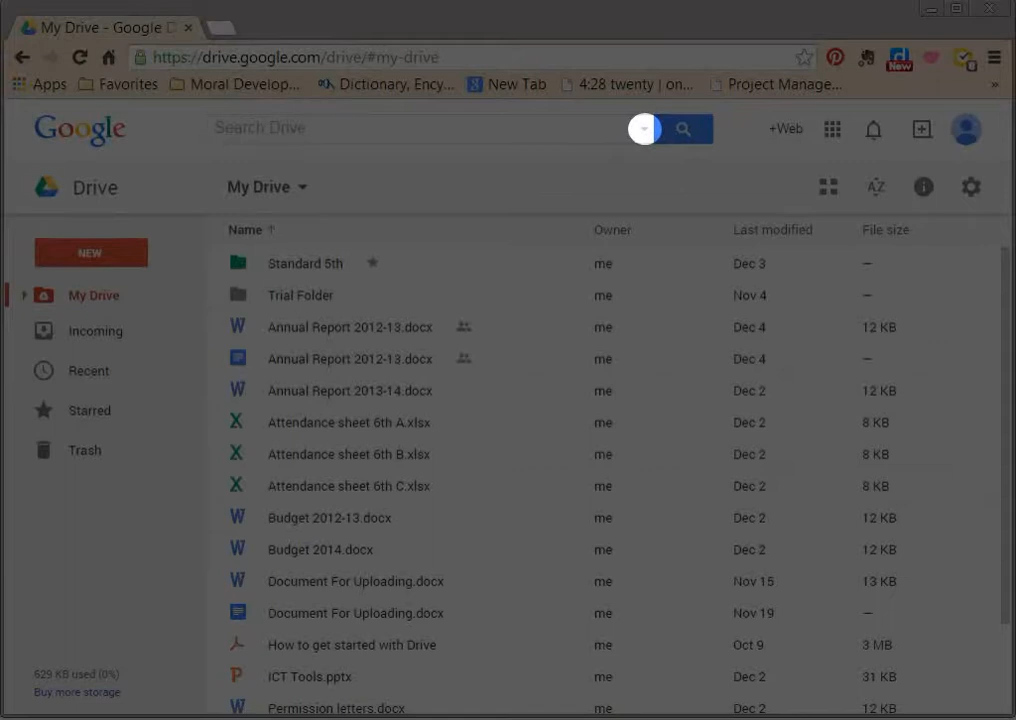 My Drive - Google D
https://drive.google.com/drive/#my-drive
New
Apps Favorites Moral Develop... Dictionary, Ency... New Tab 4:28 twenty | on... Project Manage... »
Google Search Drive +Web
Drive My Drive AZ
NEW
My Drive
Incoming
Recent
Starred
Trash
629 KB used (0%)
Buy more storage
Name Owner Last modified File size
Standard 5th me Dec 3 —
Trial Folder me Nov 4 —
Annual Report 2012-13.docx me Dec 4 12 KB
Annual Report 2012-13.docx me Dec 4 —
Annual Report 2013-14.docx me Dec 2 12 KB
Attendance sheet 6th A.xlsx me Dec 2 8 KB
Attendance sheet 6th B.xlsx me Dec 2 8 KB
Attendance sheet 6th C.xlsx me Dec 2 8 KB
Budget 2012-13.docx me Dec 2 12 KB
Budget 2014.docx me Dec 2 12 KB
Document For Uploading.docx me Nov 15 13 KB
Document For Uploading.docx me Nov 19 —
How to get started with Drive me Oct 9 3 MB
ICT Tools.pptx me Dec 2 31 KB
Permission letters.docx me Dec 2 12 KB